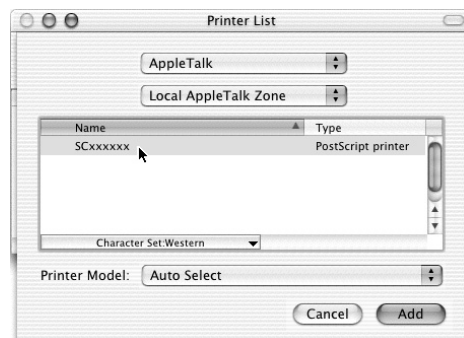 Printer List
AppleTalk
Local AppleTalk Zone
Name Type
SCxxxxxx PostScript printer
Character Set:Western
Printer Model: Auto Select
Cancel Add